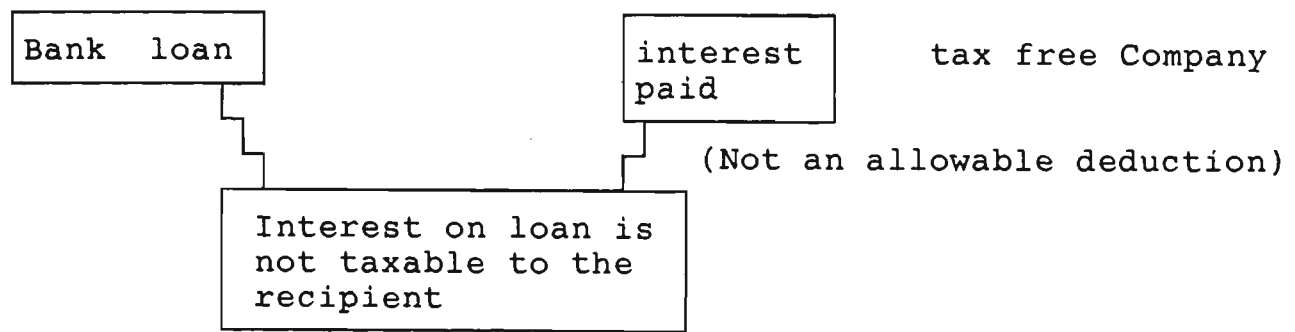 Bank loan
interest paid
tax free Company
(Not an allowable deduction)
Interest on loan is
not taxable to the
recipient